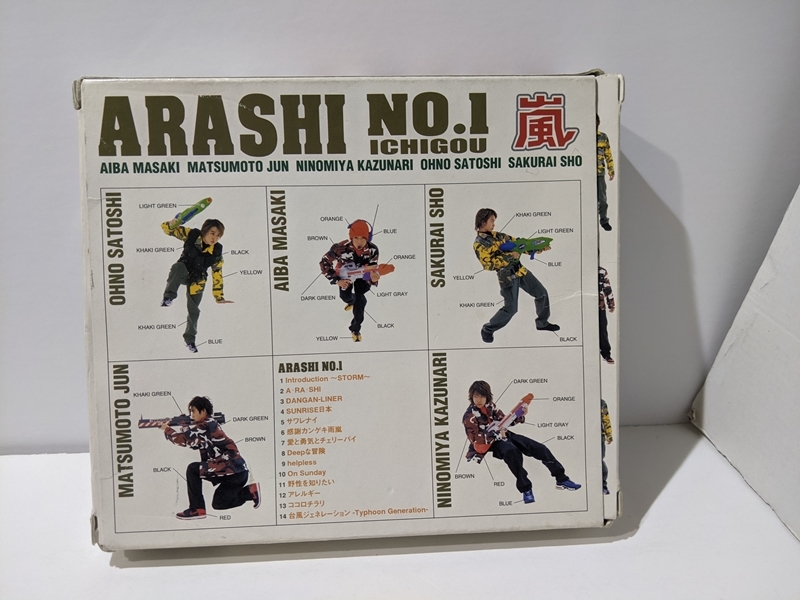 ARASHI NO.1
ICHIGOU
嵐
AIBA MASAKI MATSUMOTO JUN NINOMIYA KAZUNARI OHNO SATOSHI SAKURAI SHO
OHNO SATOSHI
LIGHT GREEN
KHAKI GREEN
BLACK
YELLOW
KHAKI GREEN
BLUE
AIBA MASAKI
ORANGE
BROWN
BLUE
ORANGE
DARK GREEN
LIGHT GRAY
BLACK
YELLOW
SAKURAI SHO
KHAKI GREEN
LIGHT GREEN
BLUE
YELLOW
KHAKI GREEN
BLACK
MATSUMOTO JUN
KHAKI GREEN
DARK GREEN
BROWN
BLACK
RED
ARASHI NO.1
1 Introduction ～STORM～
2 A・RA・SHI
3 DANGAN-LINER
4 SUNRISE日本
5 サワレナイ
6 感謝カンゲキ雨嵐
7 愛と勇気とチェリーパイ
8 Deepな冒険
9 helpless
10 On Sunday
11 野性を知りたい
12 アレルギー
13 ココロチラリ
14 台風ジェネレーション -Typhoon Generation-
NINOMIYA KAZUNARI
DARK GREEN
ORANGE
LIGHT GRAY
BLACK
BROWN
RED
BLUE